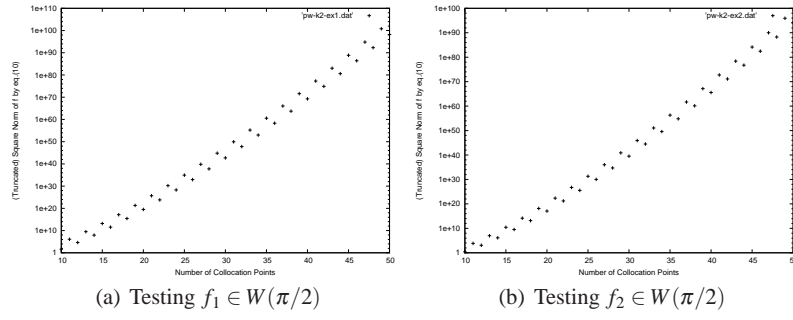 1e+110
1e+100
1e+90
1e+80
1e+70
1e+60
1e+50
1e+40
1e+30
1e+20
1e+10
1
10 15 20 25 30 35 40 45 50
(Truncated) Square Norm of f by eq.(10)
Number of Collocation Points
'pw-k2-ex1.dat'
(a) Testing f₁ ∈ W(π/2)
1e+100
1e+90
1e+80
1e+70
1e+60
1e+50
1e+40
1e+30
1e+20
1e+10
1
10 15 20 25 30 35 40 45 50
(Truncated) Square Norm of f by eq.(10)
Number of Collocation Points
'pw-k2-ex2.dat'
(b) Testing f₂ ∈ W(π/2)